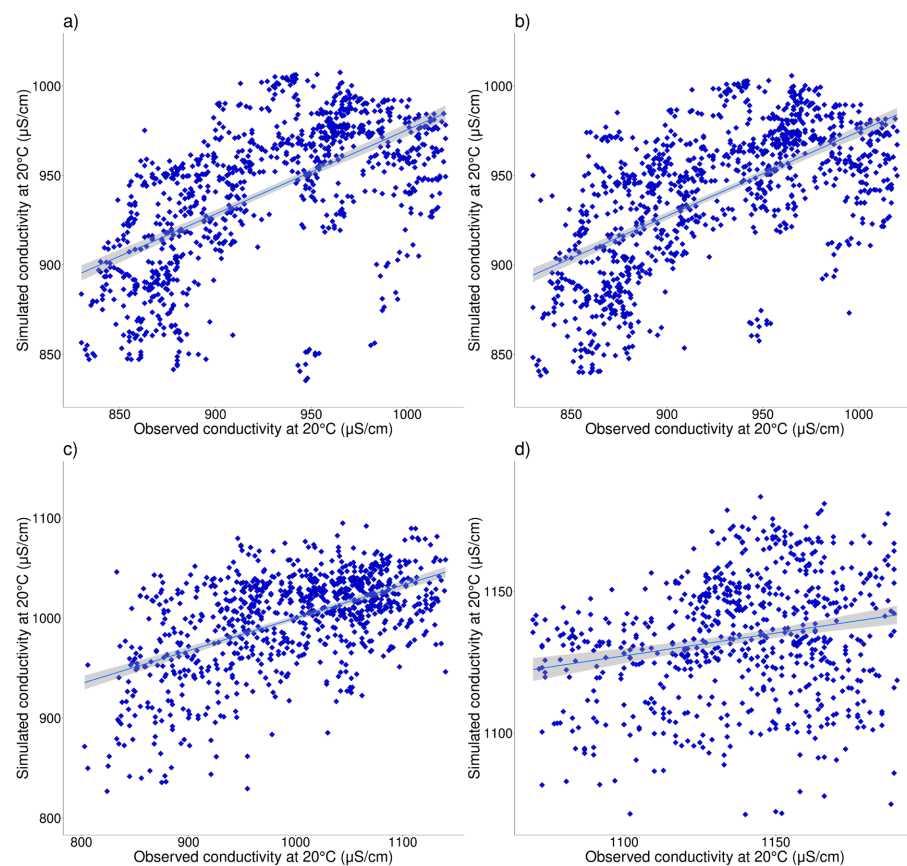 a)
Simulated conductivity at 20°C (µS/cm)
1000
950
900
850
850 900 950 1000
Observed conductivity at 20°C (µS/cm)
b)
Simulated conductivity at 20°C (µS/cm)
1000
950
900
850
850 900 950 1000
Observed conductivity at 20°C (µS/cm)
c)
Simulated conductivity at 20°C (µS/cm)
1100
1000
900
800
800 900 1000 1100
Observed conductivity at 20°C (µS/cm)
d)
Simulated conductivity at 20°C (µS/cm)
1150
1100
1100 1150
Observed conductivity at 20°C (µS/cm)